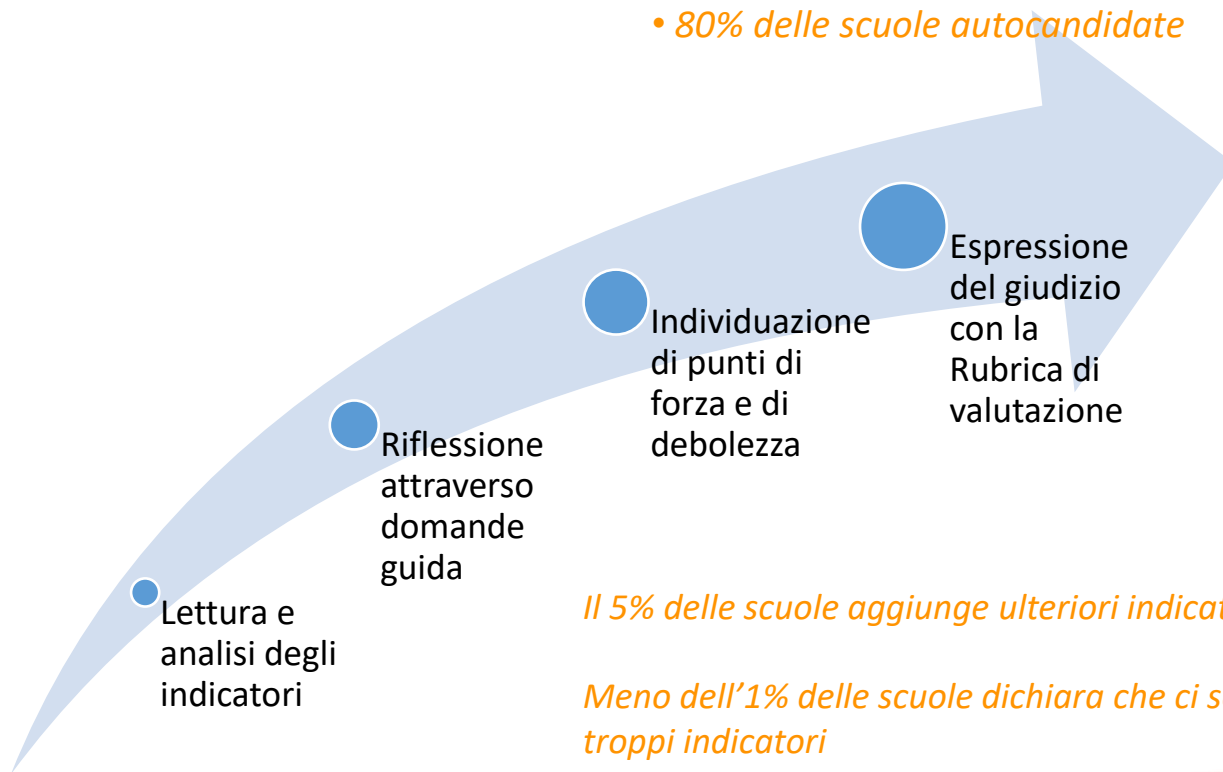 • 80% delle scuole autocandidate
Espressione
del giudizio
con la
Rubrica di
valutazione
Individuazione
di punti di
forza e di
debolezza
Riflessione
attraverso
domande
guida
Lettura e
analisi degli
indicatori
Il 5% delle scuole aggiunge ulteriori
Meno dell'1% delle scuole dichiara che ci
troppi indicatori